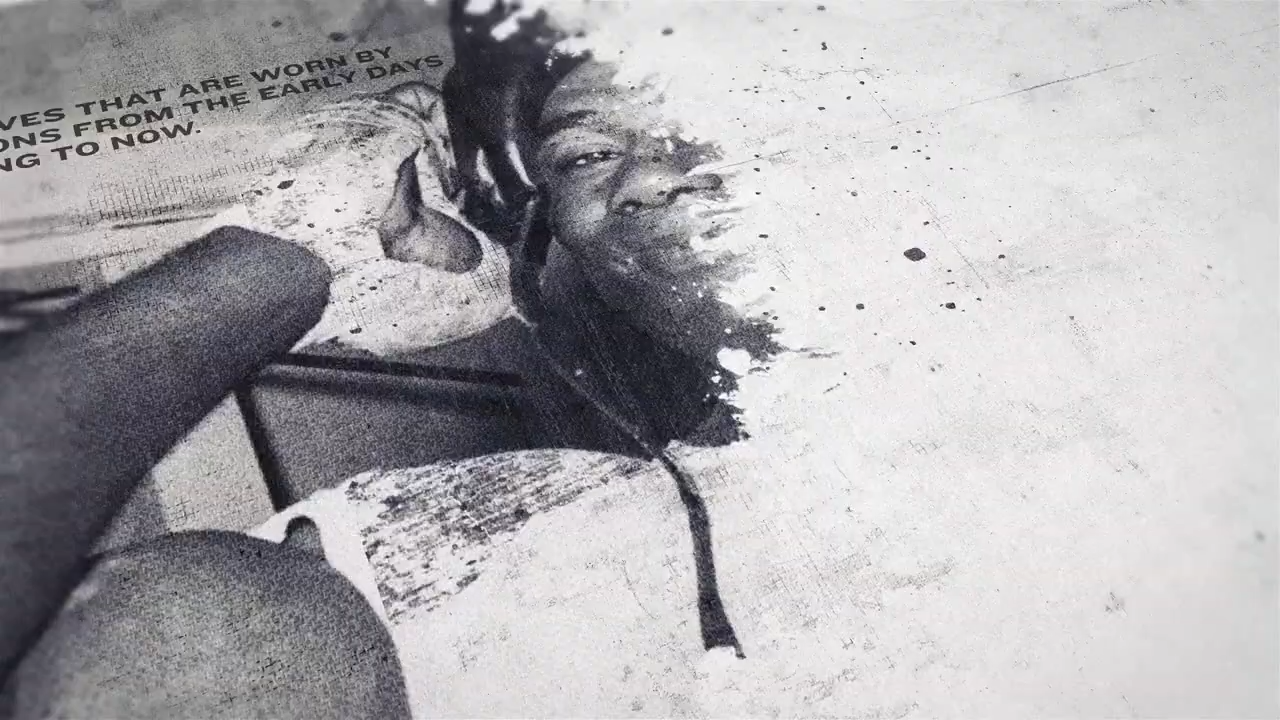 VES THAT ARE WORN BY
ONS FROM THE EARLY DAYS
NG TO NOW.